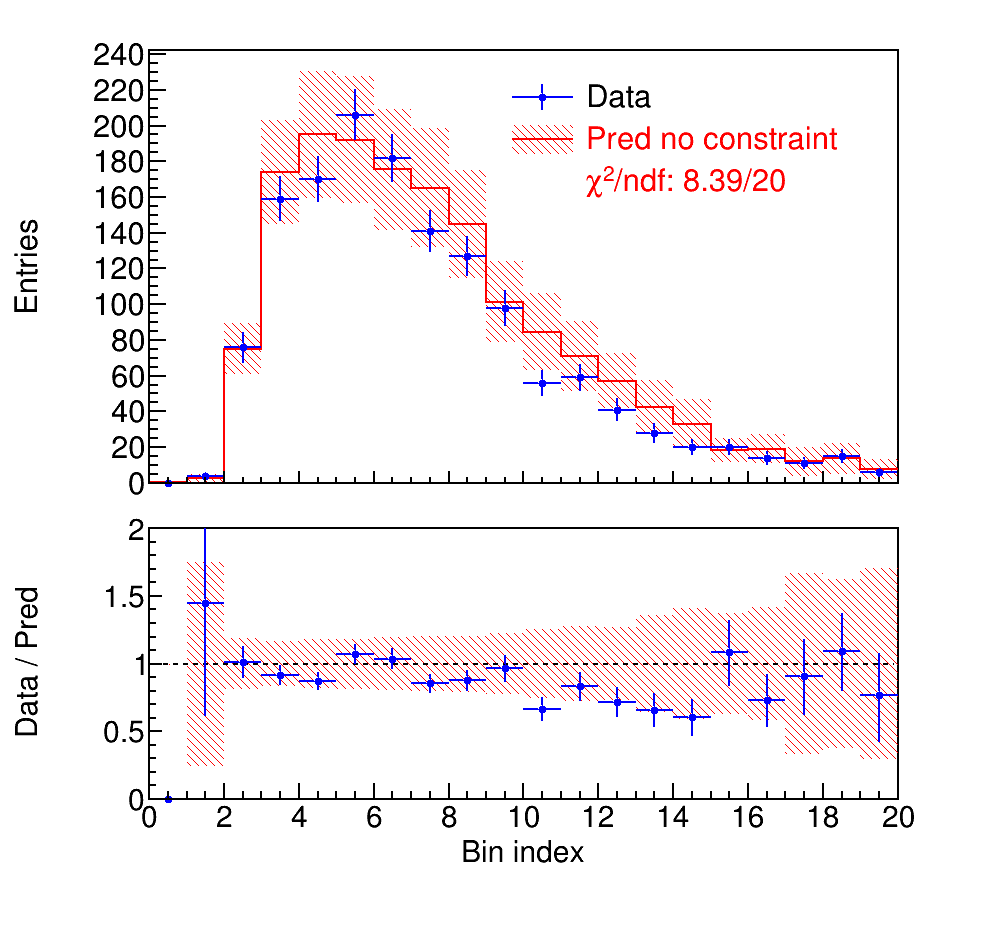 240
220
200
180
160
140
120
100
80
60
40
20
0
Entries
Data
Pred no constraint
χ²/ndf: 8.39/20
2
1.5
1
0.5
0
Data / Pred
0 2 4 6 8 10 12 14 16 18 20
Bin index